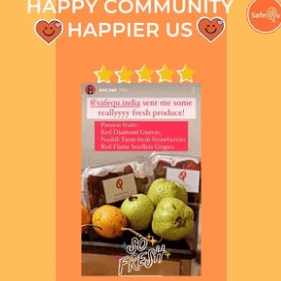 HAPPY COMMUNITY
HAPPIER US
SafeQu
@safequ.india sent me some
reallyyyy fresh produce!
Passion fruits
Red Diamond Guavas,
Nashik Farm fresh Strawberries
Red Flame Seedless Grapes
SO
FRESH